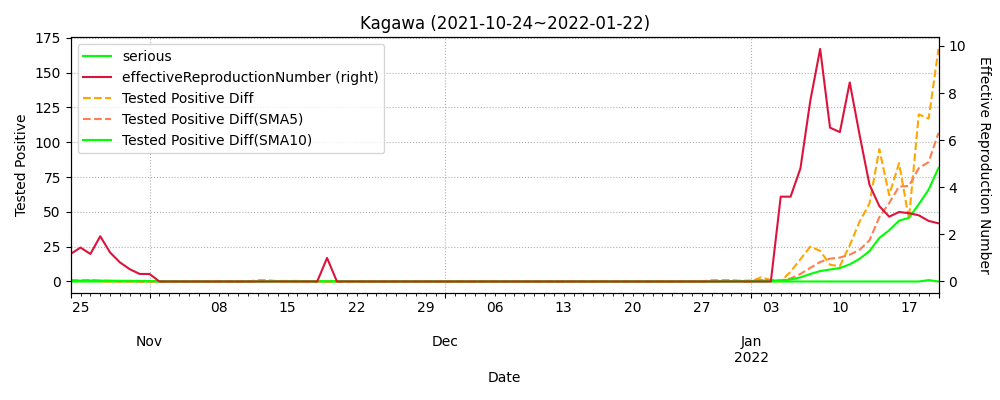 Kagawa (2021-10-24~2022-01-22)
serious
effectiveReproductionNumber (right)
Tested Positive Diff
Tested Positive Diff(SMA5)
Tested Positive Diff(SMA10)
Tested Positive
175
150
125
100
75
50
25
0
Effective Reproduction Number
10
8
6
4
2
0
25 08 15 22 29 06 13 20 27 03 10 17
Nov Dec Jan
2022
Date